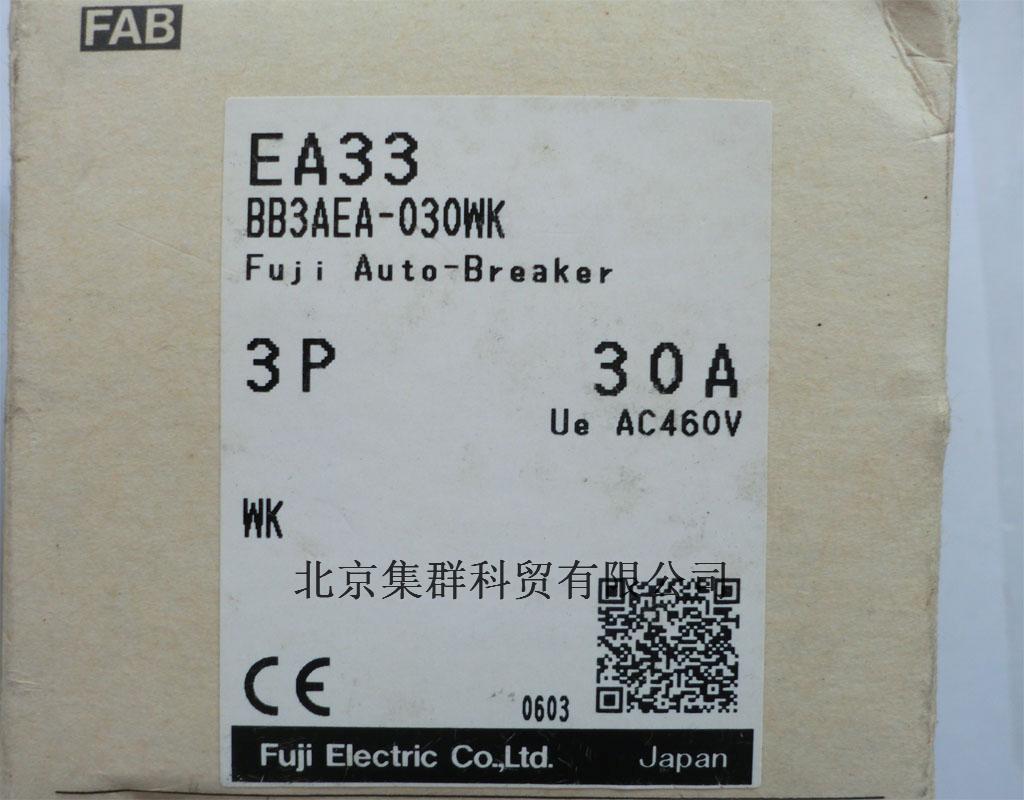 FAB
EA33
BB3AEA-030WK
Fuji Auto-Breaker
3P 30A
Ue AC460V
WK
北京集群科贸有限公司
CE 0603
Fuji Electric Co.,Ltd. Japan